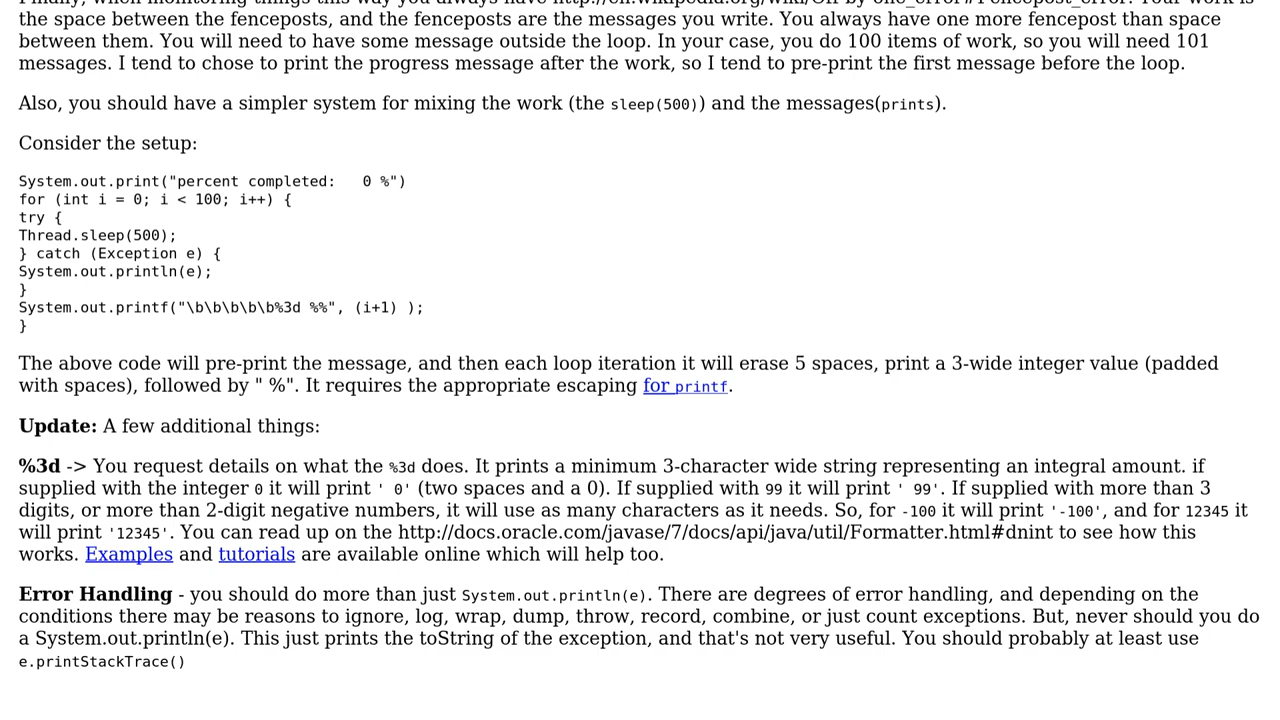 the space between the fenceposts, and the fenceposts are the messages you write. You always have one more fencepost than space
between them. You will need to have some message outside the loop. In your case, you do 100 items of work, so you will need 101
messages. I tend to chose to print the progress message after the work, so I tend to pre-print the first message before the loop.
Also, you should have a simpler system for mixing the work (the sleep(500)) and the messages(prints).
Consider the setup:
System.out.print("percent completed:   0 %")
for (int i = 0; i < 100; i++) {
try {
Thread.sleep(500);
} catch (Exception e) {
System.out.println(e);
}
System.out.printf("\b\b\b\b\b%3d %%", (i+1) );
}
The above code will pre-print the message, and then each loop iteration it will erase 5 spaces, print a 3-wide integer value (padded
with spaces), followed by " %". It requires the appropriate escaping for printf.
Update: A few additional things:
%3d -> You request details on what the %3d does. It prints a minimum 3-character wide string representing an integral amount. if
supplied with the integer 0 it will print ' 0' (two spaces and a 0). If supplied with 99 it will print ' 99'. If supplied with more than 3
digits, or more than 2-digit negative numbers, it will use as many characters as it needs. So, for -100 it will print '-100', and for 12345 it
will print '12345'. You can read up on the http://docs.oracle.com/javase/7/docs/api/java/util/Formatter.html#dnint to see how this
works. Examples and tutorials are available online which will help too.
Error Handling - you should do more than just System.out.println(e). There are degrees of error handling, and depending on the
conditions there may be reasons to ignore, log, wrap, dump, throw, record, combine, or just count exceptions. But, never should you do
a System.out.println(e). This just prints the toString of the exception, and that's not very useful. You should probably at least use
e.printStackTrace()